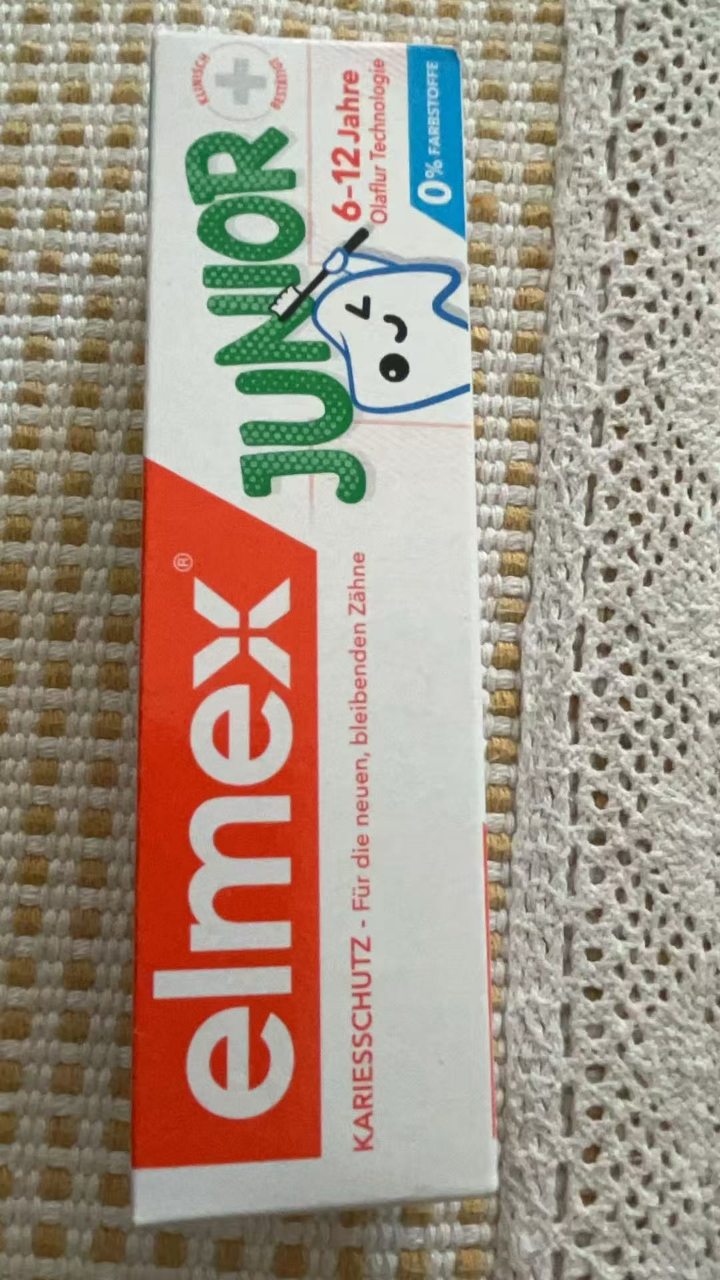 elmex®
JUNIOR
KLINISCH
BESTÄTIGT
6-12 Jahre
Olaflur Technologie
0% FARBSTOFFE
KARIESSCHUTZ - Für die neuen, bleibenden Zähne